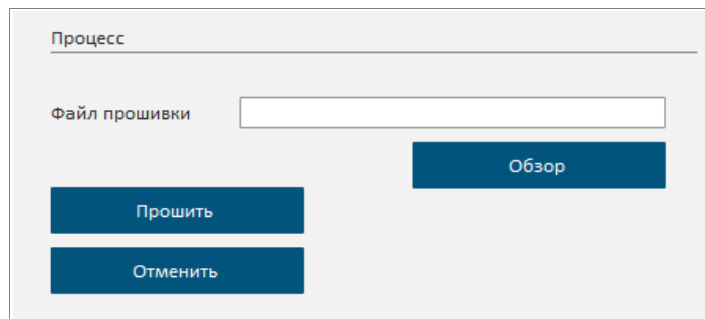 Процесс
Файл прошивки
Обзор
Прошить
Отменить